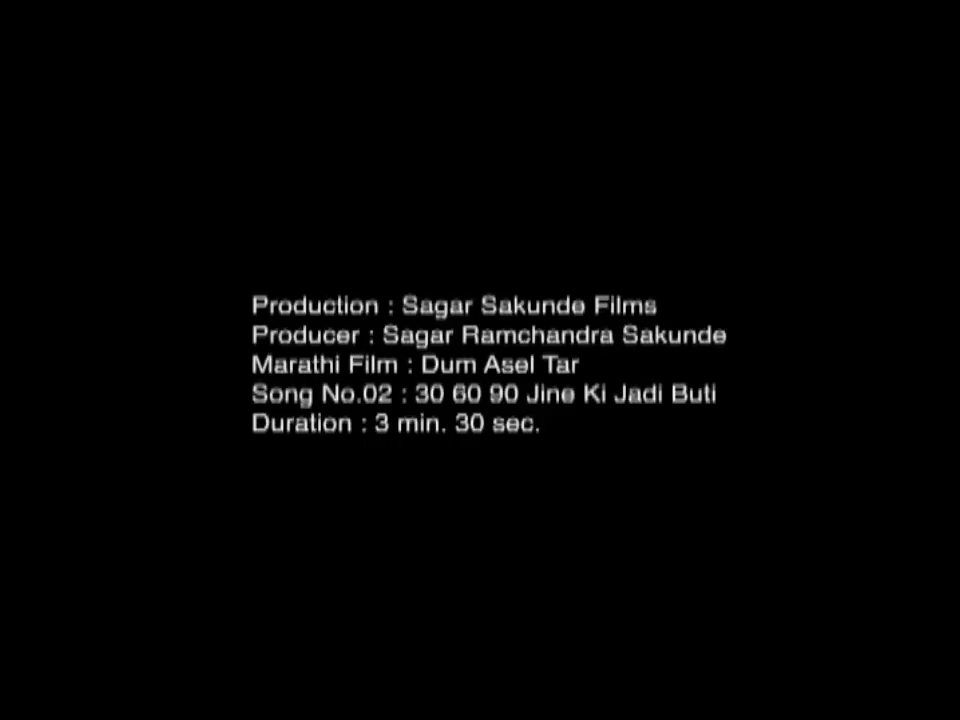 Production : Sagar Sakunde Films
Producer : Sagar Ramchandra Sakunde
Marathi Film : Dum Asel Tar
Song No.02 : 30 60 90 Jine Ki Jadi Buti
Duration : 3 min. 30 sec.